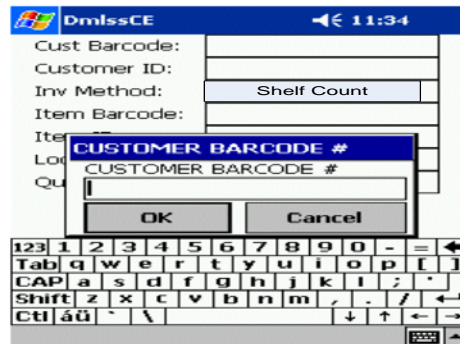 DmlssCE 11:34
Cust Barcode:
Customer ID:
Inv Method: Shelf Count
Item Barcode:
CUSTOMER BARCODE #
CUSTOMER BARCODE #
OK Cancel
123 1 2 3 4 5 6 7 8 9 0 - =
Tab q w e r t y u i o p [ ]
CAP a s d f g h j k l ; '
Shift z x c v b n m , . /
Ctl áü ` \